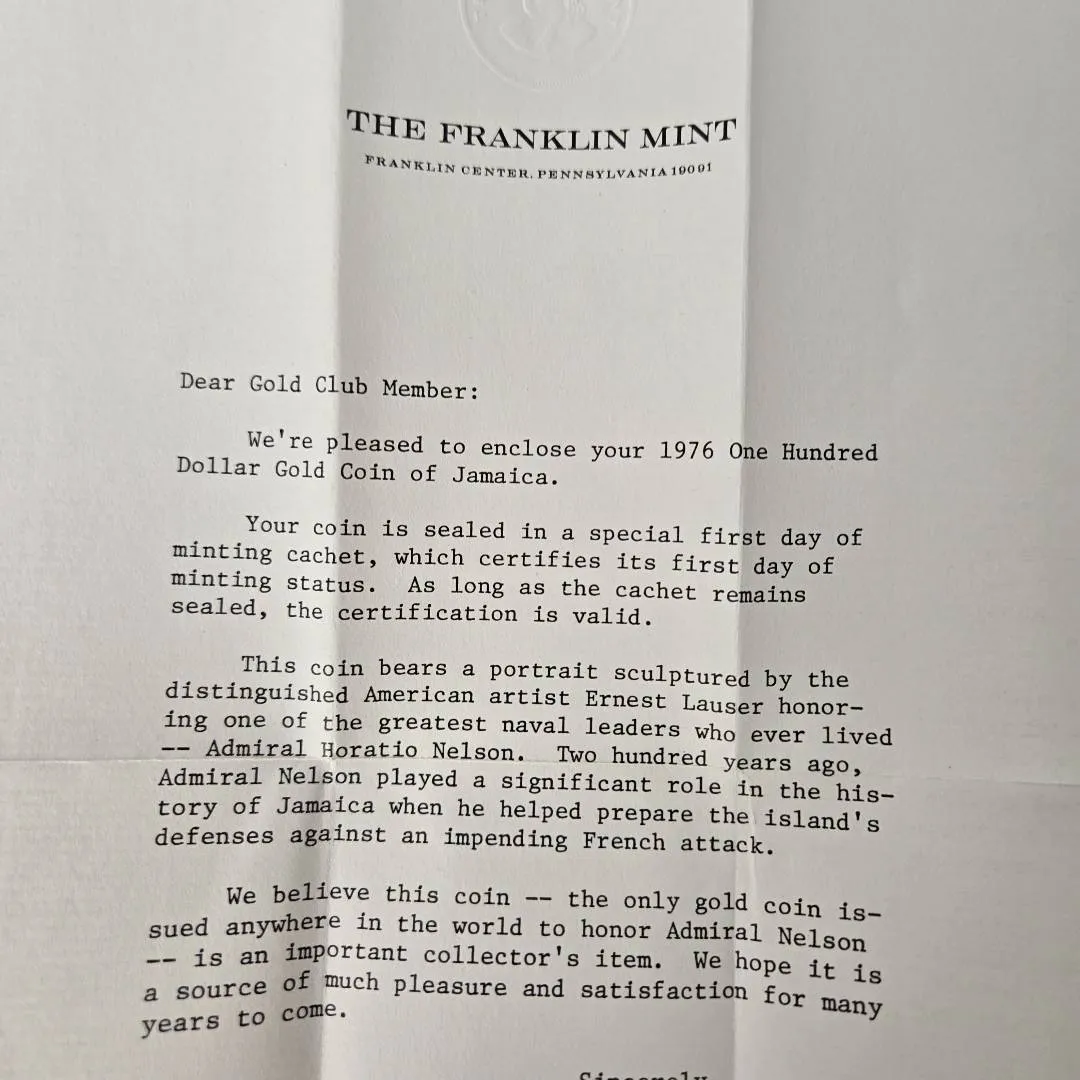 THE FRANKLIN MINT
FRANKLIN CENTER, PENNSYLVANIA 19091
Dear Gold Club Member:
We're pleased to enclose your 1976 One Hundred
Dollar Gold Coin of Jamaica.
Your coin is sealed in a special first day of
minting cachet, which certifies its first day of
minting status.  As long as the cachet remains
sealed, the certification is valid.
This coin bears a portrait sculptured by the
distinguished American artist Ernest Lauser honor-
ing one of the greatest naval leaders who ever lived
-- Admiral Horatio Nelson.  Two hundred years ago,
Admiral Nelson played a significant role in the his-
tory of Jamaica when he helped prepare the island's
defenses against an impending French attack.
We believe this coin -- the only gold coin is-
sued anywhere in the world to honor Admiral Nelson
-- is an important collector's item.  We hope it is
a source of much pleasure and satisfaction for many
years to come.
Sincerely